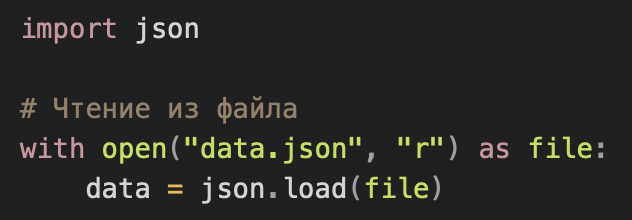 import json
# Чтение из файла
with open("data.json", "r") as file:
    data = json.load(file)